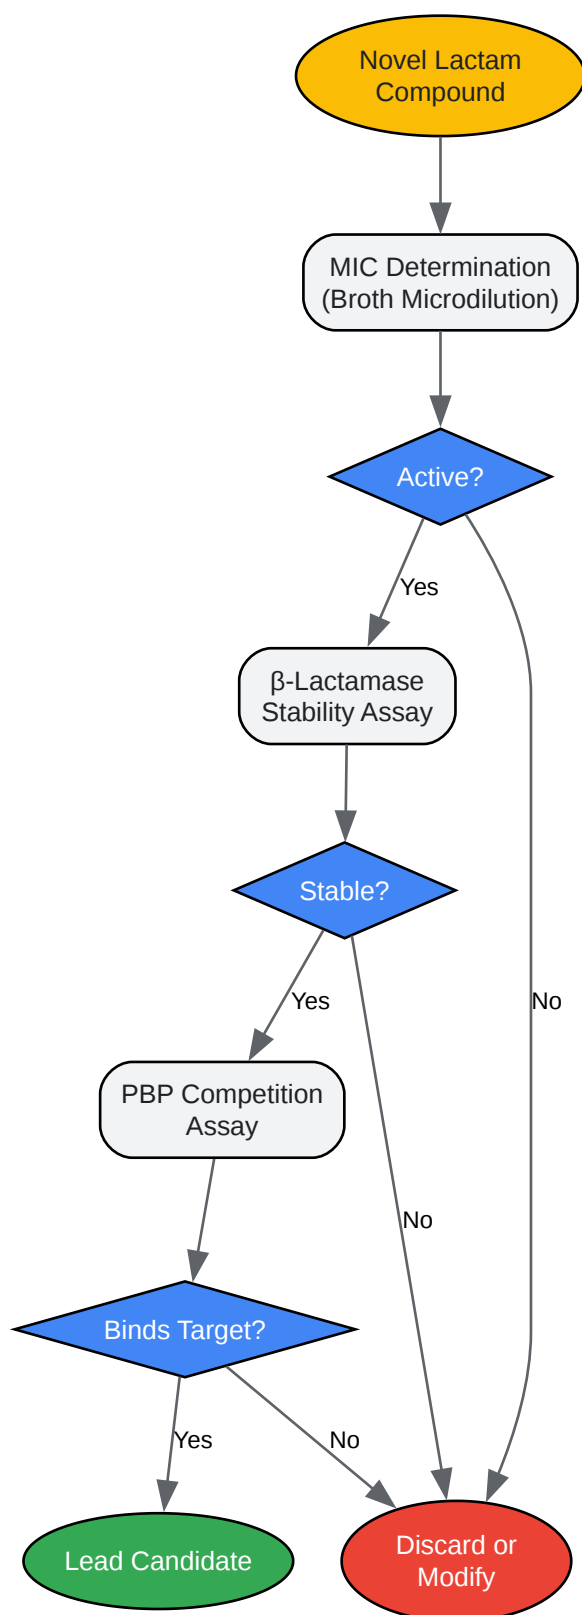 Novel Lactam
Compound
MIC Determination
(Broth Microdilution)
Active?
Yes
β-Lactamase
Stability Assay
Stable?
Yes
No
PBP Competition
Assay
No
Binds Target?
Yes
No
Lead Candidate
Discard or
Modify